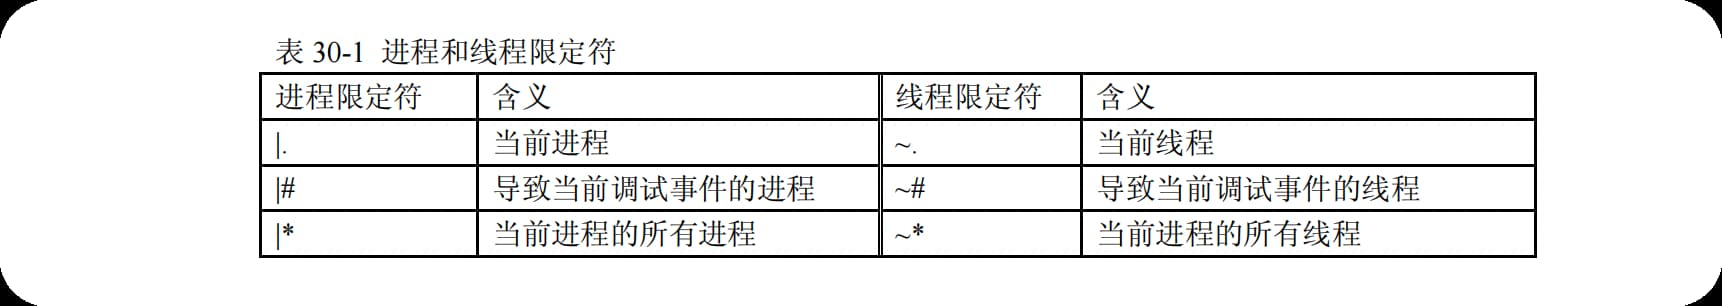 表 30-1 进程和线程限定符
进程限定符 含义 线程限定符 含义
|. 当前进程 ~. 当前线程
|# 导致当前调试事件的进程 ~# 导致当前调试事件的线程
|* 当前进程的所有进程 ~* 当前进程的所有线程